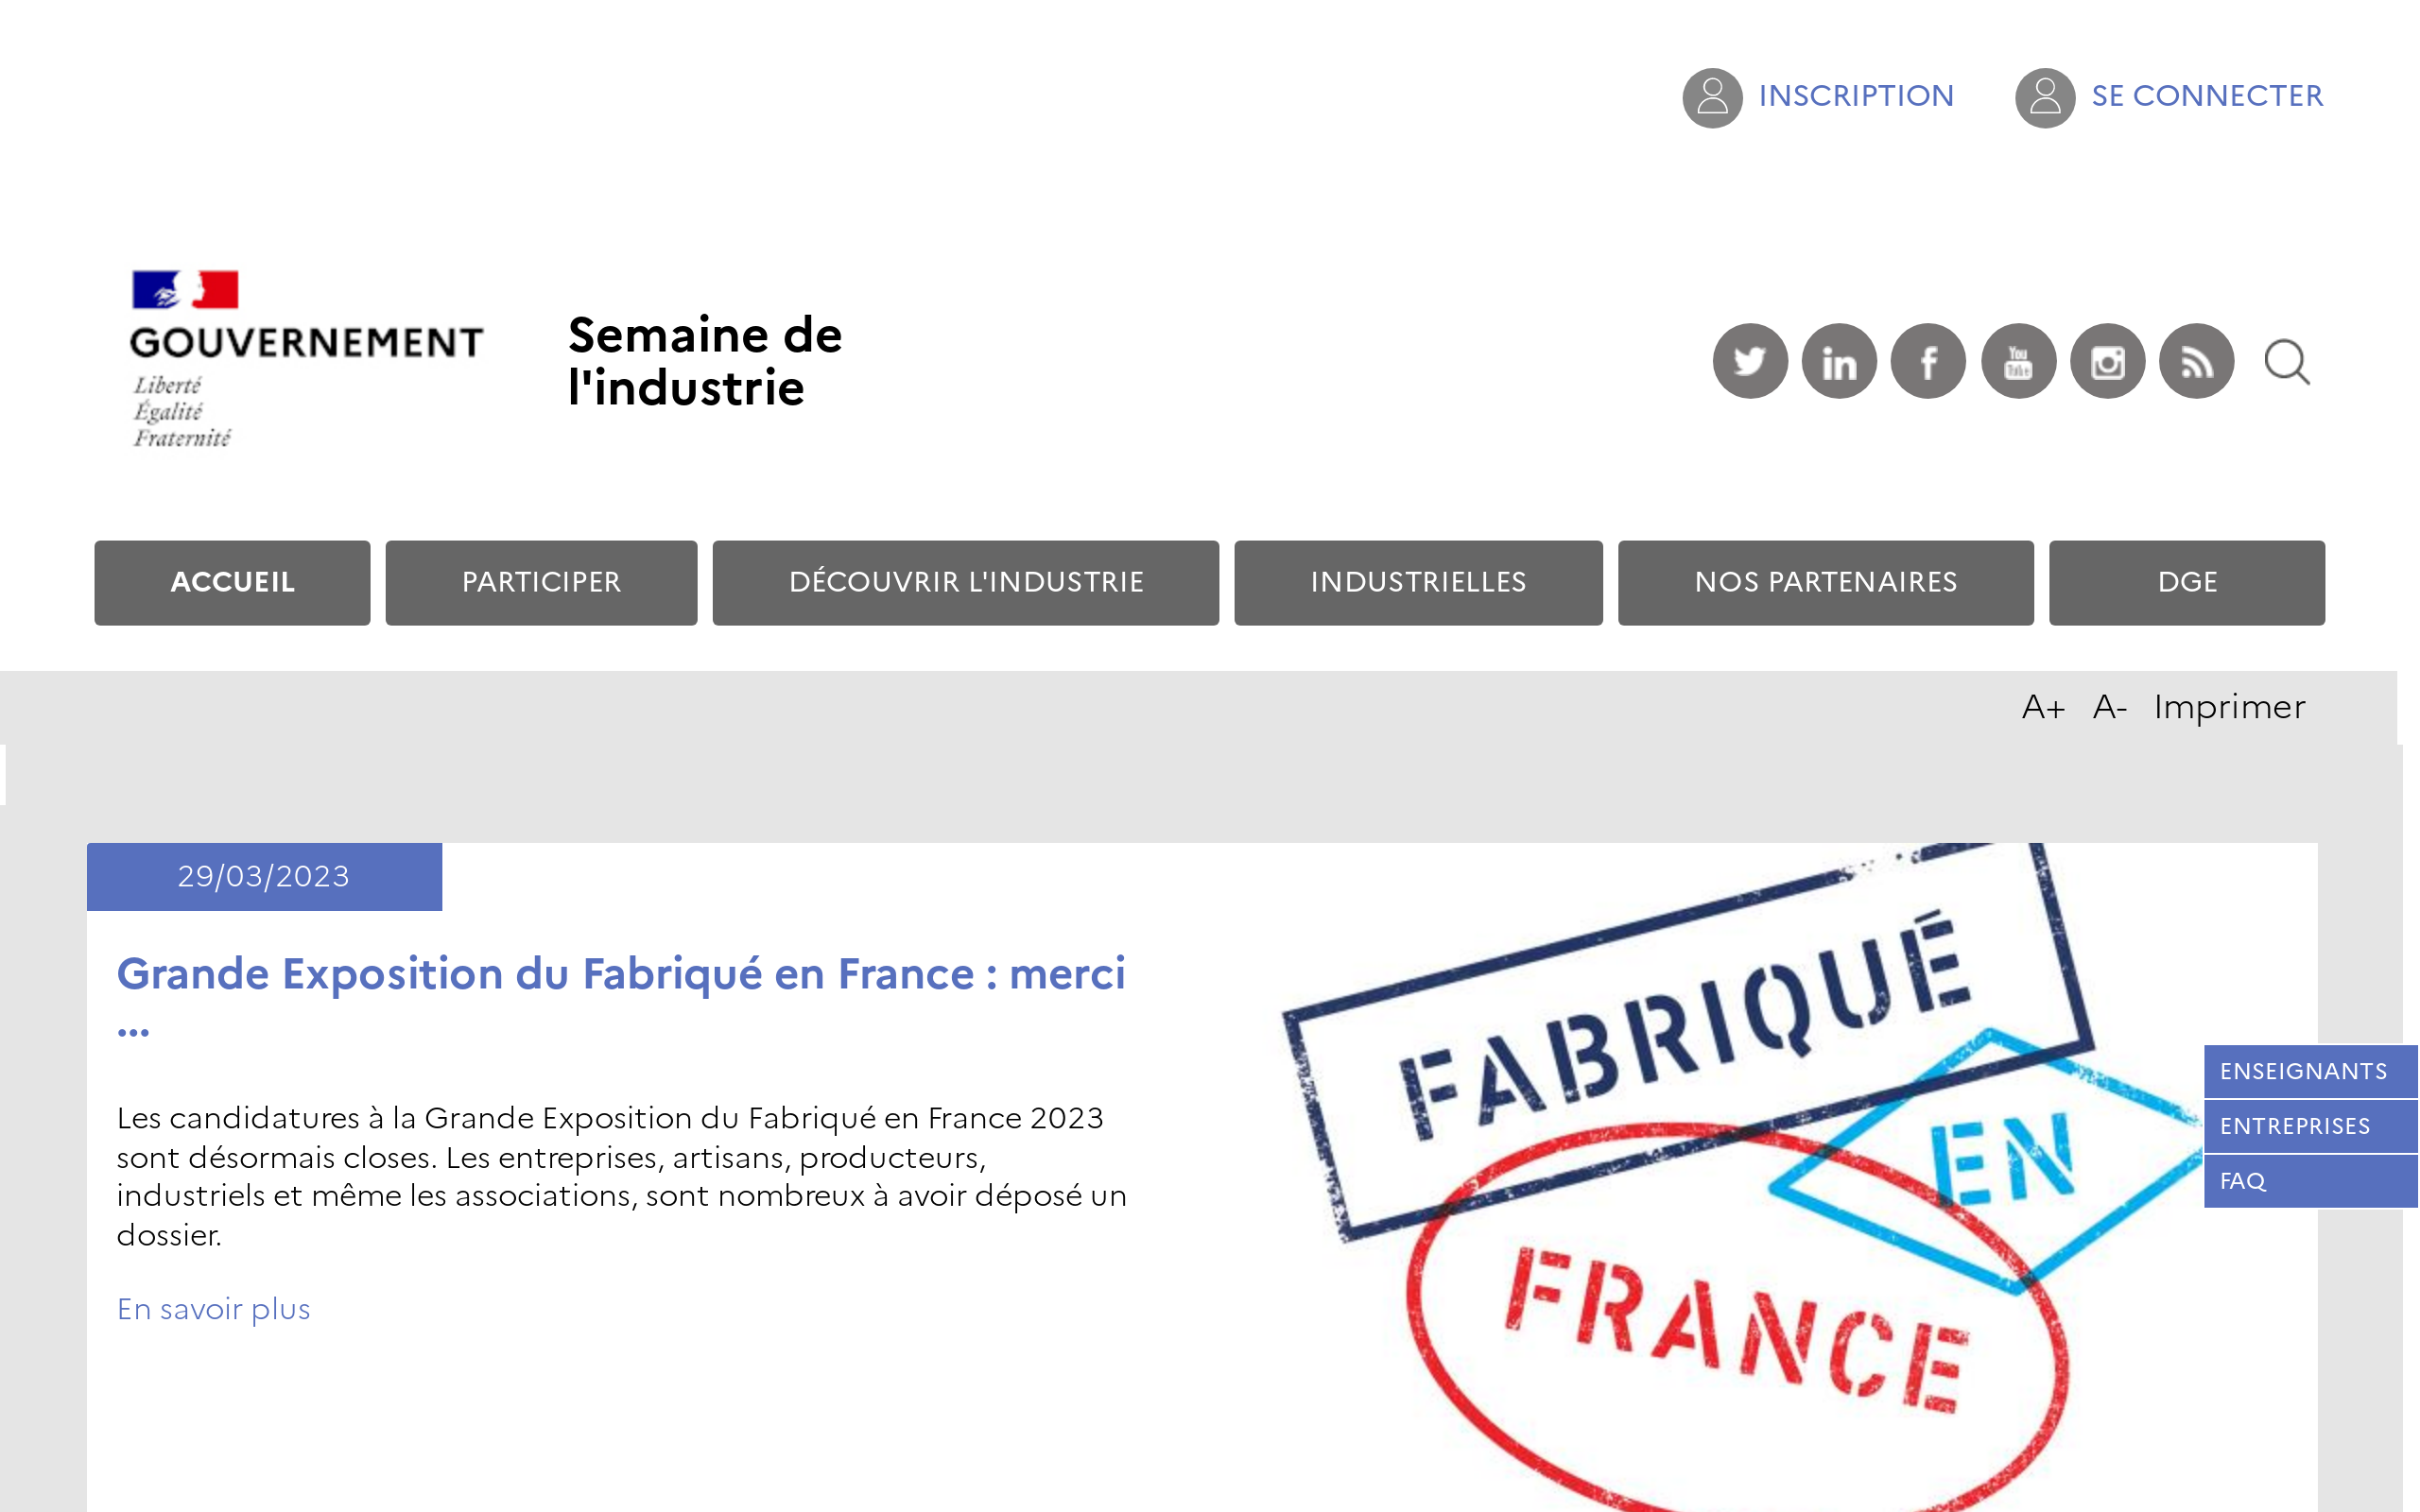 INSCRIPTION
SE CONNECTER
GOUVERNEMENT
Liberté
Égalité
Fraternité
Semaine de
l'industrie
You
Tube
ACCUEIL
PARTICIPER
DÉCOUVRIR L'INDUSTRIE
INDUSTRIELLES
NOS PARTENAIRES
DGE
A+ A- Imprimer
29/03/2023
Grande Exposition du Fabriqué en France : merci
...
Les candidatures à la Grande Exposition du Fabriqué en France 2023
sont désormais closes. Les entreprises, artisans, producteurs,
industriels et même les associations, sont nombreux à avoir déposé un
dossier.
En savoir plus
FABRIQUÉ
EN
FRANCE
ENSEIGNANTS
ENTREPRISES
FAQ